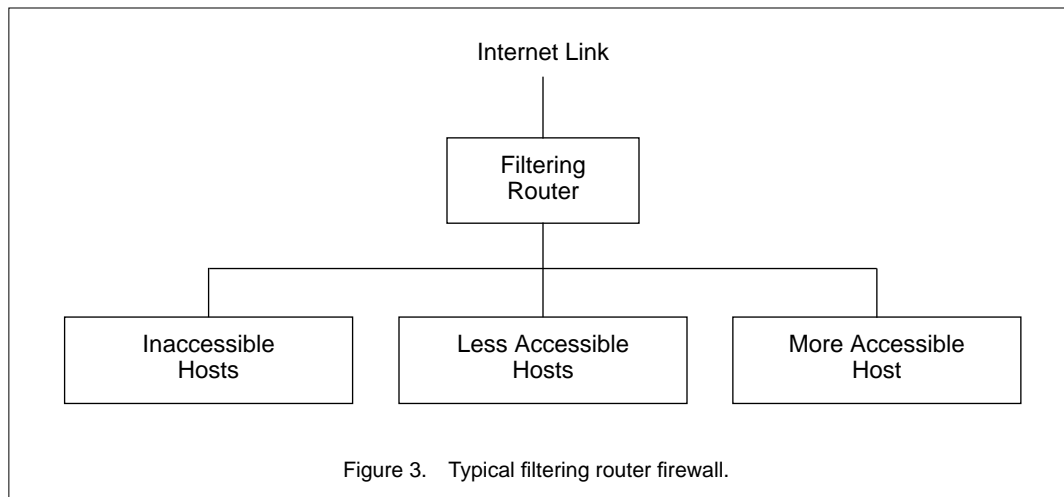 Internet Link
Filtering
Router
Inaccessible
Hosts
Less Accessible
Hosts
More Accessible
Host
Figure 3. Typical filtering router firewall.